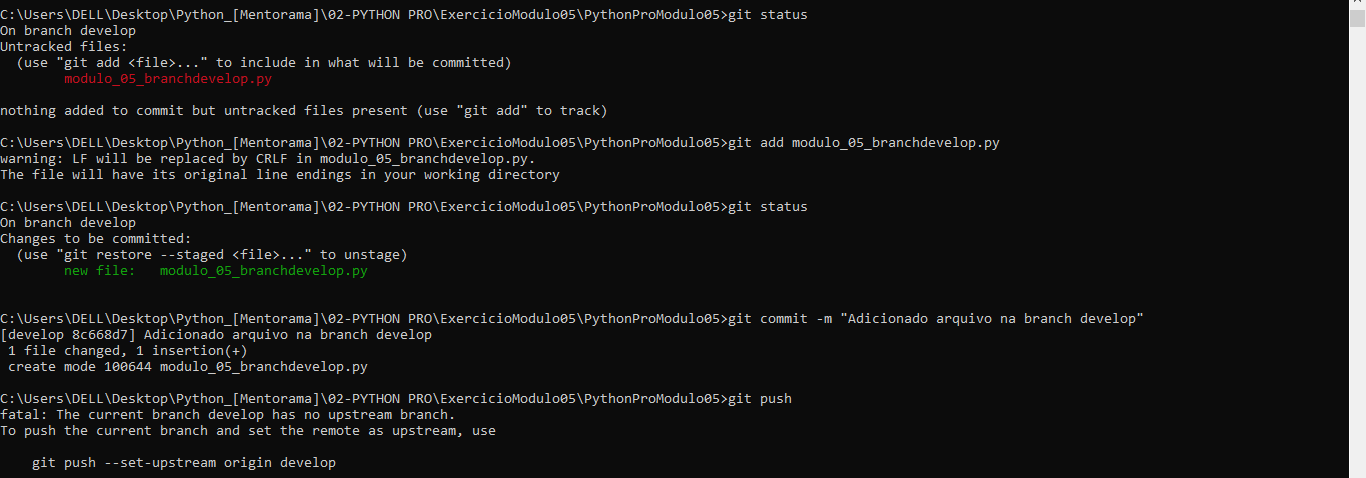 C:\Users\DELL\Desktop\Python_[Mentorama]\02-PYTHON PRO\ExercicioModulo05\PythonProModulo05>git status
On branch develop
Untracked files:
  (use "git add <file>..." to include in what will be committed)
        modulo_05_branchdevelop.py

nothing added to commit but untracked files present (use "git add" to track)

C:\Users\DELL\Desktop\Python_[Mentorama]\02-PYTHON PRO\ExercicioModulo05\PythonProModulo05>git add modulo_05_branchdevelop.py
warning: LF will be replaced by CRLF in modulo_05_branchdevelop.py.
The file will have its original line endings in your working directory

C:\Users\DELL\Desktop\Python_[Mentorama]\02-PYTHON PRO\ExercicioModulo05\PythonProModulo05>git status
On branch develop
Changes to be committed:
  (use "git restore --staged <file>..." to unstage)
        new file:   modulo_05_branchdevelop.py


C:\Users\DELL\Desktop\Python_[Mentorama]\02-PYTHON PRO\ExercicioModulo05\PythonProModulo05>git commit -m "Adicionado arquivo na branch develop"
[develop 8c668d7] Adicionado arquivo na branch develop
 1 file changed, 1 insertion(+)
 create mode 100644 modulo_05_branchdevelop.py

C:\Users\DELL\Desktop\Python_[Mentorama]\02-PYTHON PRO\ExercicioModulo05\PythonProModulo05>git push
fatal: The current branch develop has no upstream branch.
To push the current branch and set the remote as upstream, use

    git push --set-upstream origin develop